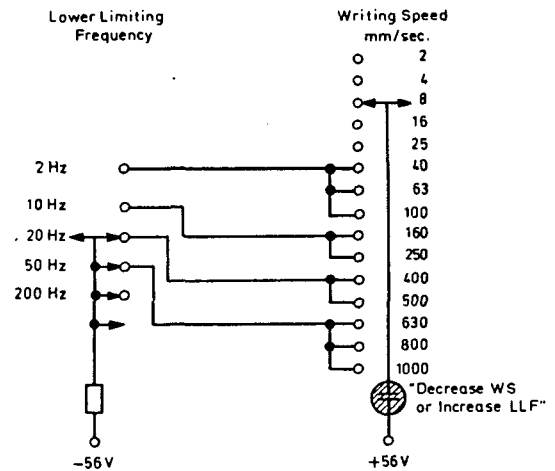 Lower Limiting
Frequency
Writing Speed
mm/sec.
2
4
8
16
25
40
63
100
160
250
400
500
630
800
1000
2 Hz
10 Hz
20 Hz
50 Hz
200 Hz
"Decrease WS
or Increase LLF"
-56V
+56V